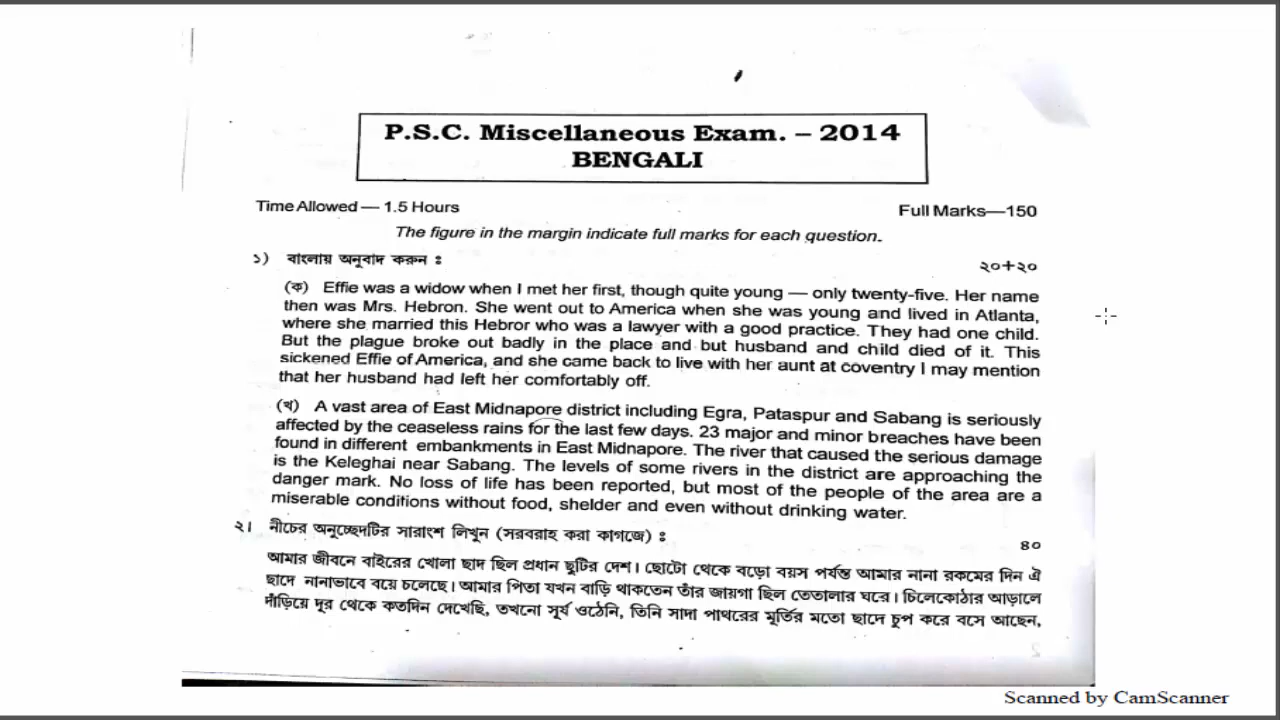 P.S.C. Miscellaneous Exam. – 2014
BENGALI
Time Allowed — 1.5 Hours
Full Marks—150
The figure in the margin indicate full marks for each question.
১) বাংলায় অনুবাদ করুন ঃ
২০+২০
(ক) Effie was a widow when I met her first, though quite young — only twenty-five. Her name
then was Mrs. Hebron. She went out to America when she was young and lived in Atlanta,
where she married this Hebror who was a lawyer with a good practice. They had one child.
But the plague broke out badly in the place and but husband and child died of it. This
sickened Effie of America, and she came back to live with her aunt at coventry I may mention
that her husband had left her comfortably off.
(খ) A vast area of East Midnapore district including Egra, Pataspur and Sabang is seriously
affected by the ceaseless rains for the last few days. 23 major and minor breaches have been
found in different embankments in East Midnapore. The river that caused the serious damage
is the Keleghai near Sabang. The levels of some rivers in the district are approaching the
danger mark. No loss of life has been reported, but most of the people of the area are a
miserable conditions without food, shelder and even without drinking water.
২। নীচের অনুচ্ছেদটির সারাংশ লিখুন (সরবরাহ করা কাগজে) ঃ
৪০
আমার জীবনে বাইরের খোলা ছাদ ছিল প্রধান ছুটির দেশ। ছোটো থেকে বড়ো বয়স পর্যন্ত আমার নানা রকমের দিন ঐ
ছাদে নানাভাবে বয়ে চলেছে। আমার পিতা যখন বাড়ি থাকতেন তাঁর জায়গা ছিল তেতালার ঘরে। চিলেকোঠার আড়ালে
দাঁড়িয়ে দূর থেকে কতদিন দেখেছি, তখনো সূর্য ওঠেনি, তিনি সাদা পাথরের মূর্তির মতো ছাদে চুপ করে বসে আছেন,
Scanned by CamScanner